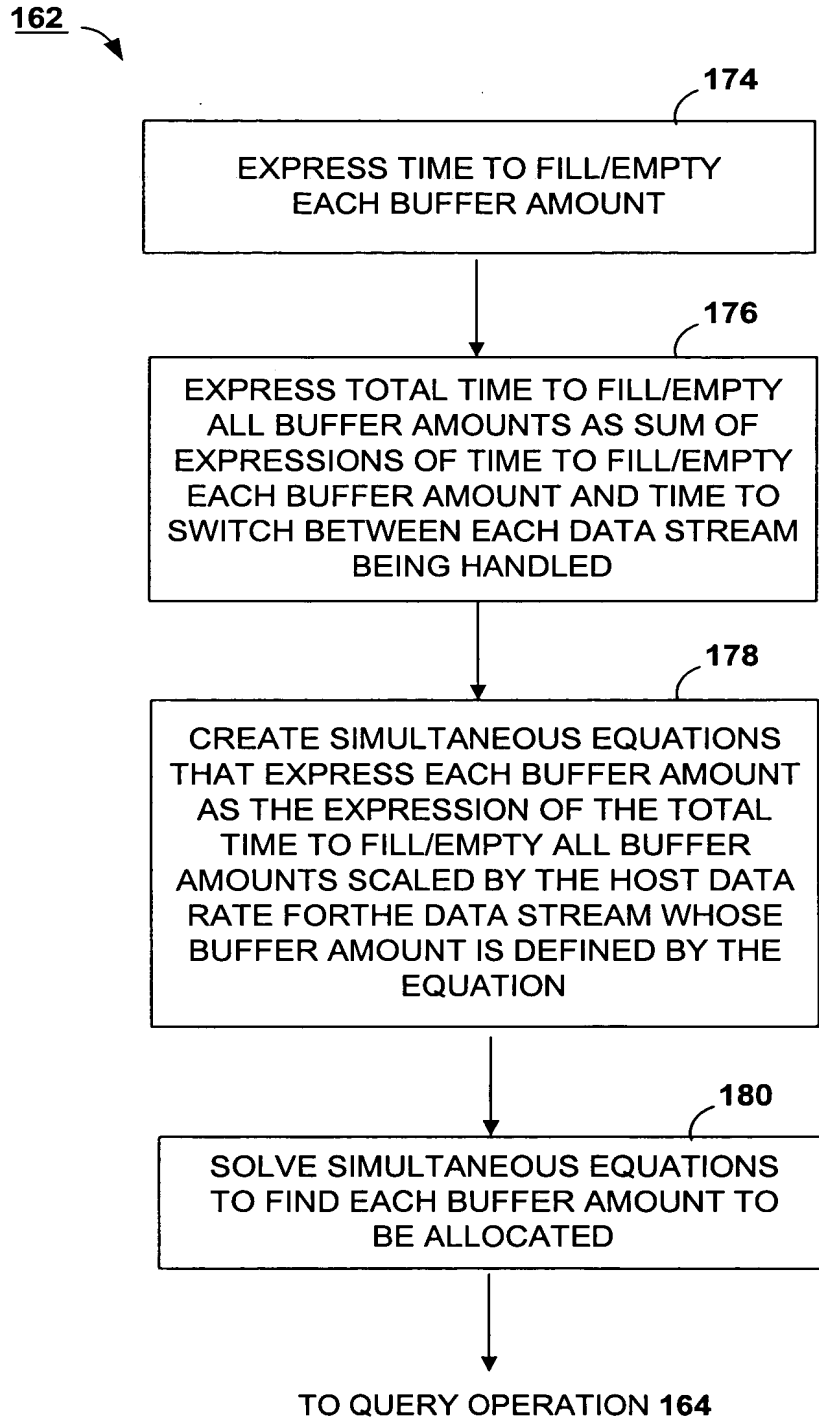 162
174
EXPRESS TIME TO FILL/EMPTY
EACH BUFFER AMOUNT
176
EXPRESS TOTAL TIME TO FILL/EMPTY
ALL BUFFER AMOUNTS AS SUM OF
EXPRESSIONS OF TIME TO FILL/EMPTY
EACH BUFFER AMOUNT AND TIME TO
SWITCH BETWEEN EACH DATA STREAM
BEING HANDLED
178
CREATE SIMULTANEOUS EQUATIONS
THAT EXPRESS EACH BUFFER AMOUNT
AS THE EXPRESSION OF THE TOTAL
TIME TO FILL/EMPTY ALL BUFFER
AMOUNTS SCALED BY THE HOST DATA
RATE FORTHE DATA STREAM WHOSE
BUFFER AMOUNT IS DEFINED BY THE
EQUATION
180
SOLVE SIMULTANEOUS EQUATIONS
TO FIND EACH BUFFER AMOUNT TO
BE ALLOCATED
TO QUERY OPERATION 164